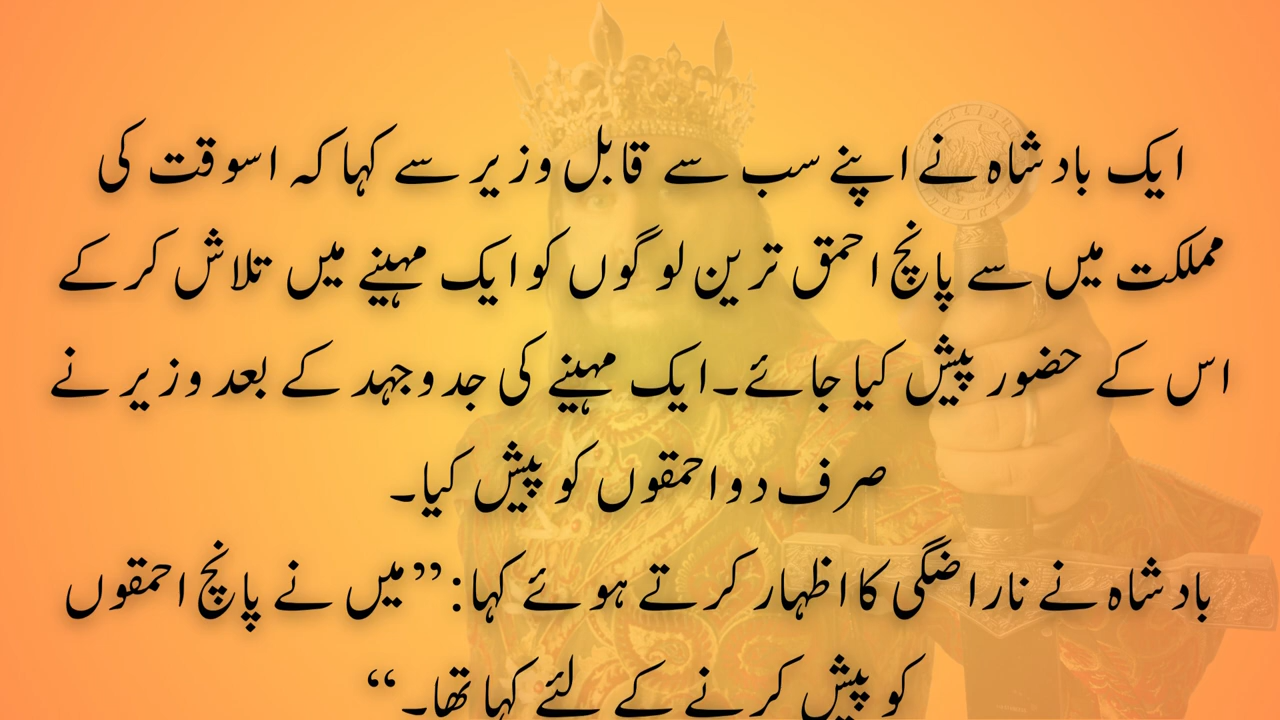 ایک بادشاہ نے اپنے سب سے قابل وزیر سے کہا کہ اسوقت کی
مملکت میں سے پانچ احمق ترین لوگوں کو ایک مہینے میں تلاش کر کے
اس کے حضور پیش کیا جائے۔ ایک مہینے کی جدوجہد کے بعد وزیر نے
صرف دو احمقوں کو پیش کیا۔
بادشاہ نے ناراضگی کا اظہار کرتے ہوئے کہا: ”میں نے پانچ احمقوں
کو پیش کرنے کے لئے کہا تھا۔“